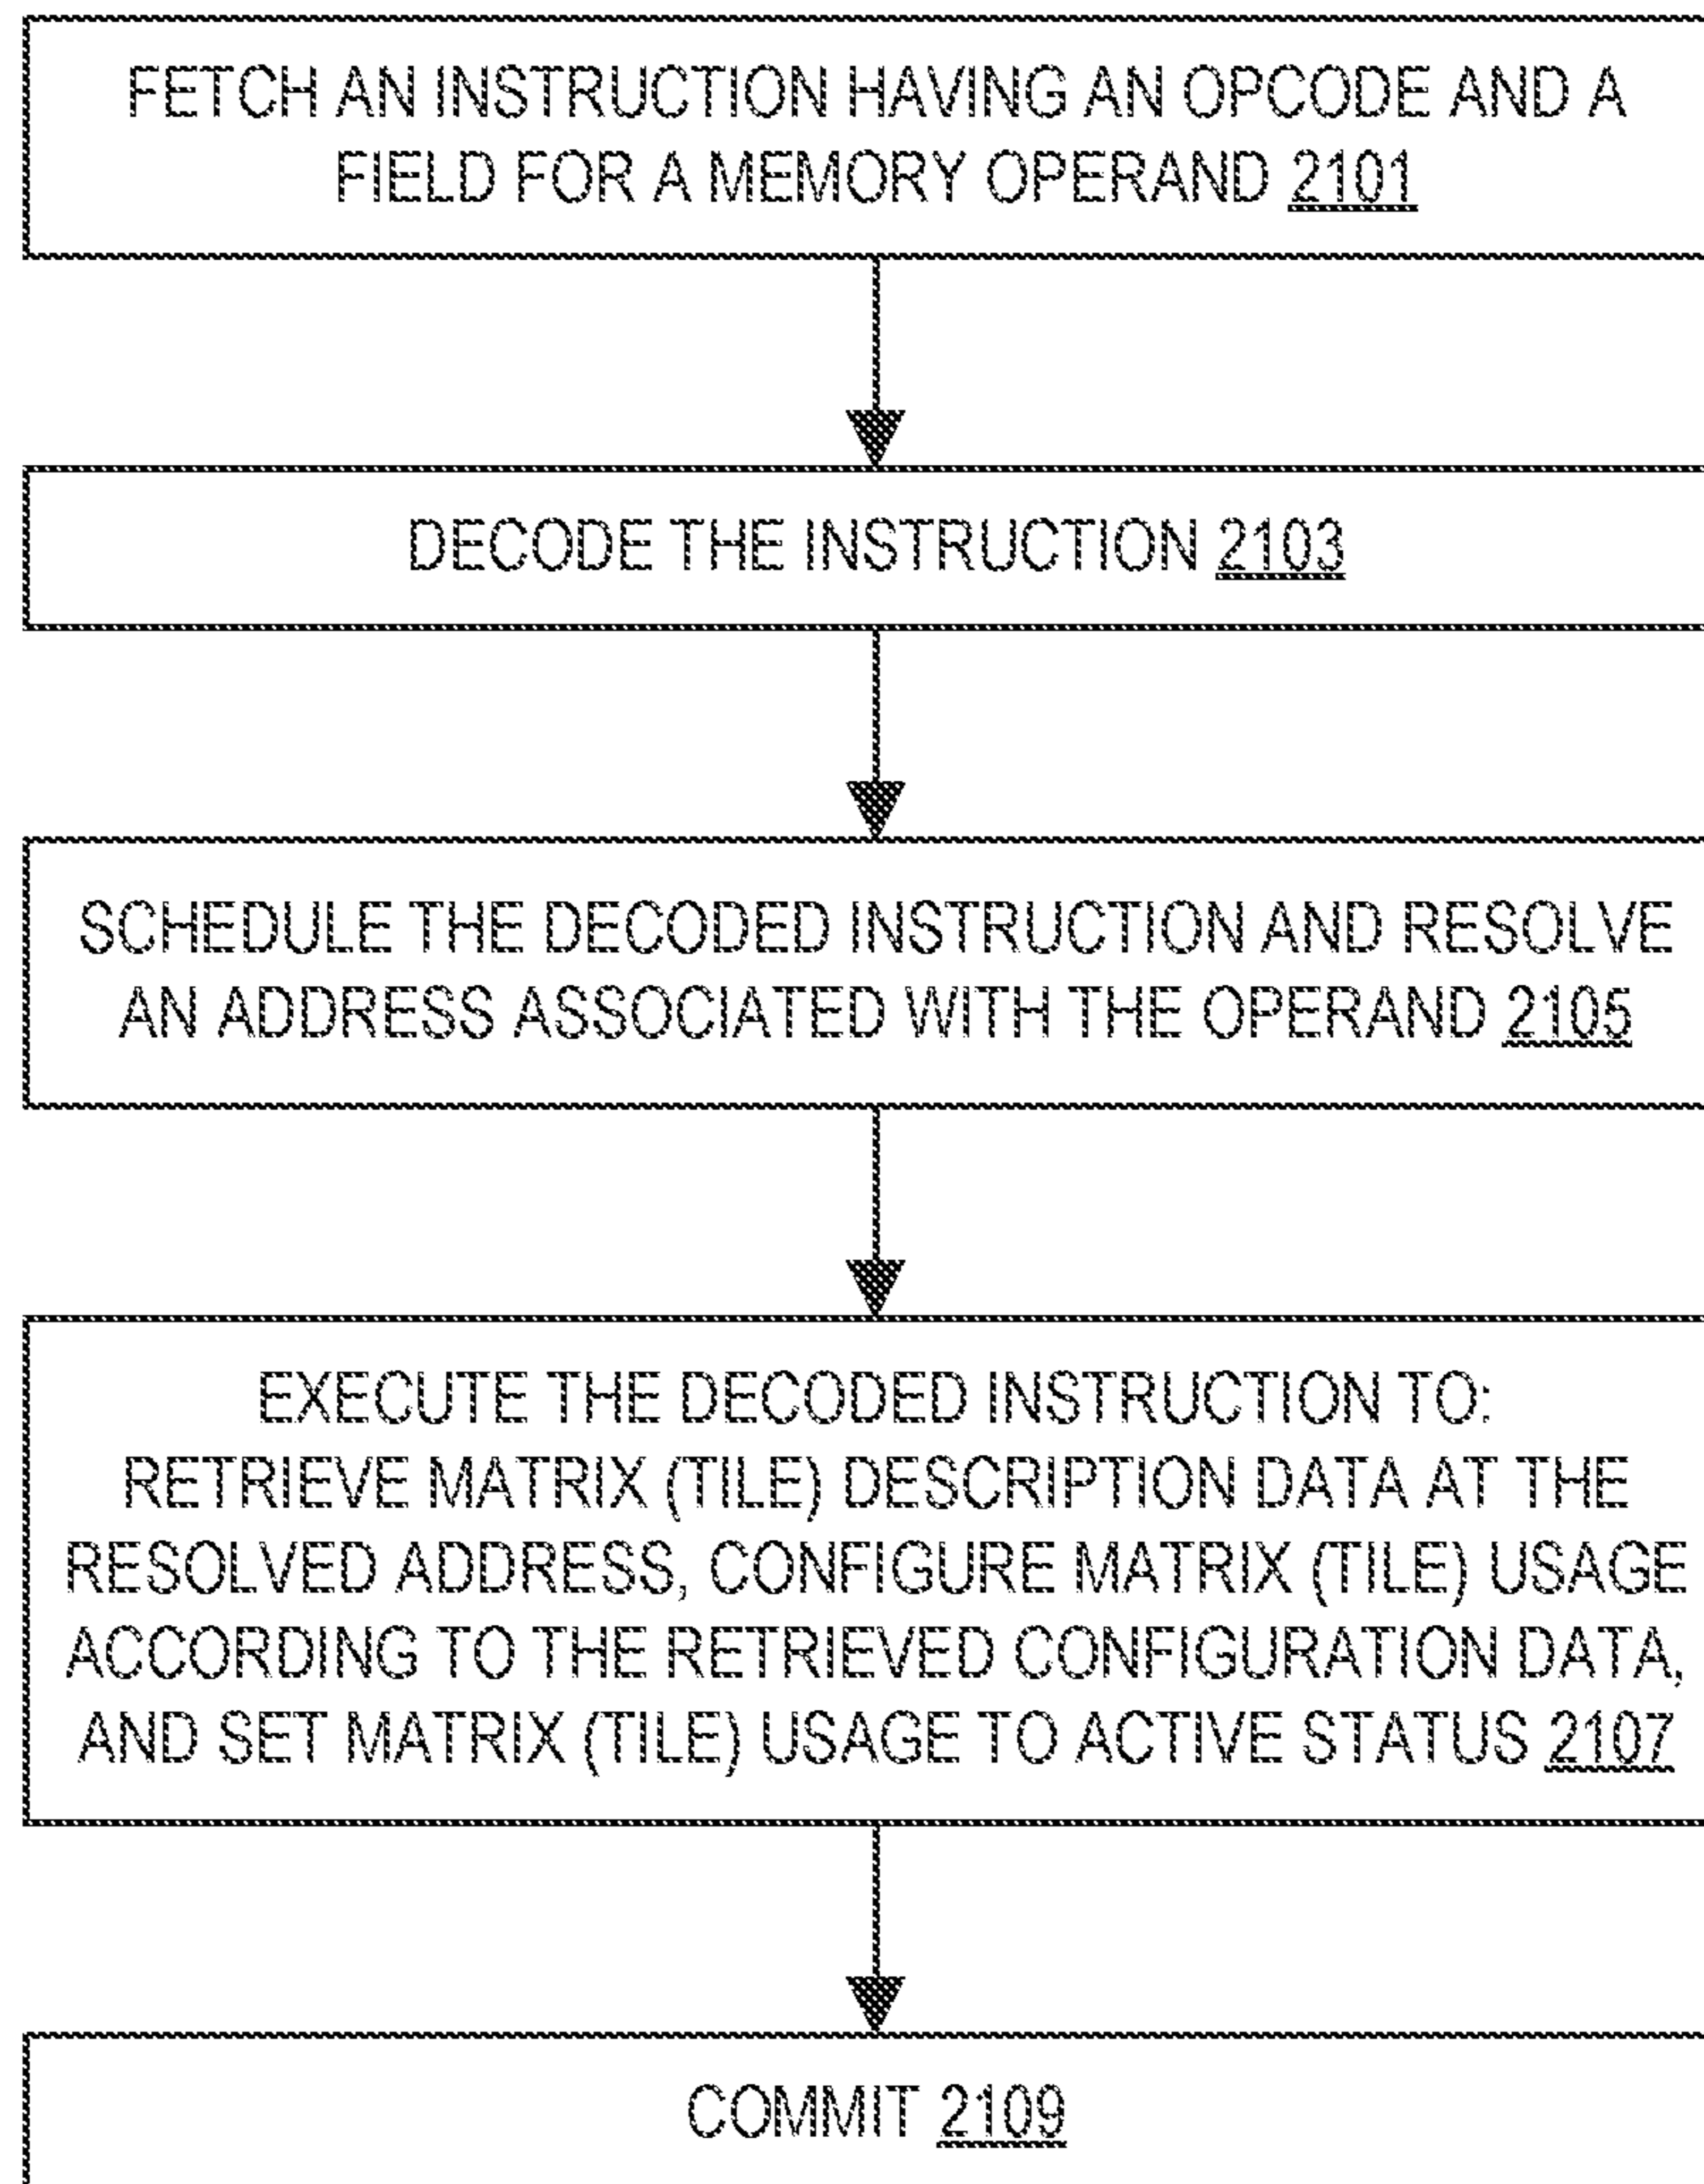 FETCH AN INSTRUCTION HAVING AN OPCODE AND A
FIELD FOR A MEMORY OPERAND 2101
DECODE THE INSTRUCTION 2103
SCHEDULE THE DECODED INSTRUCTION AND RESOLVE
AN ADDRESS ASSOCIATED WITH THE OPERAND 2105
EXECUTE THE DECODED INSTRUCTION TO:
RETRIEVE MATRIX (TILE) DESCRIPTION DATA AT THE
RESOLVED ADDRESS, CONFIGURE MATRIX (TILE) USAGE
ACCORDING TO THE RETRIEVED CONFIGURATION DATA,
AND SET MATRIX (TILE) USAGE TO ACTIVE STATUS 2107
COMMIT 2109